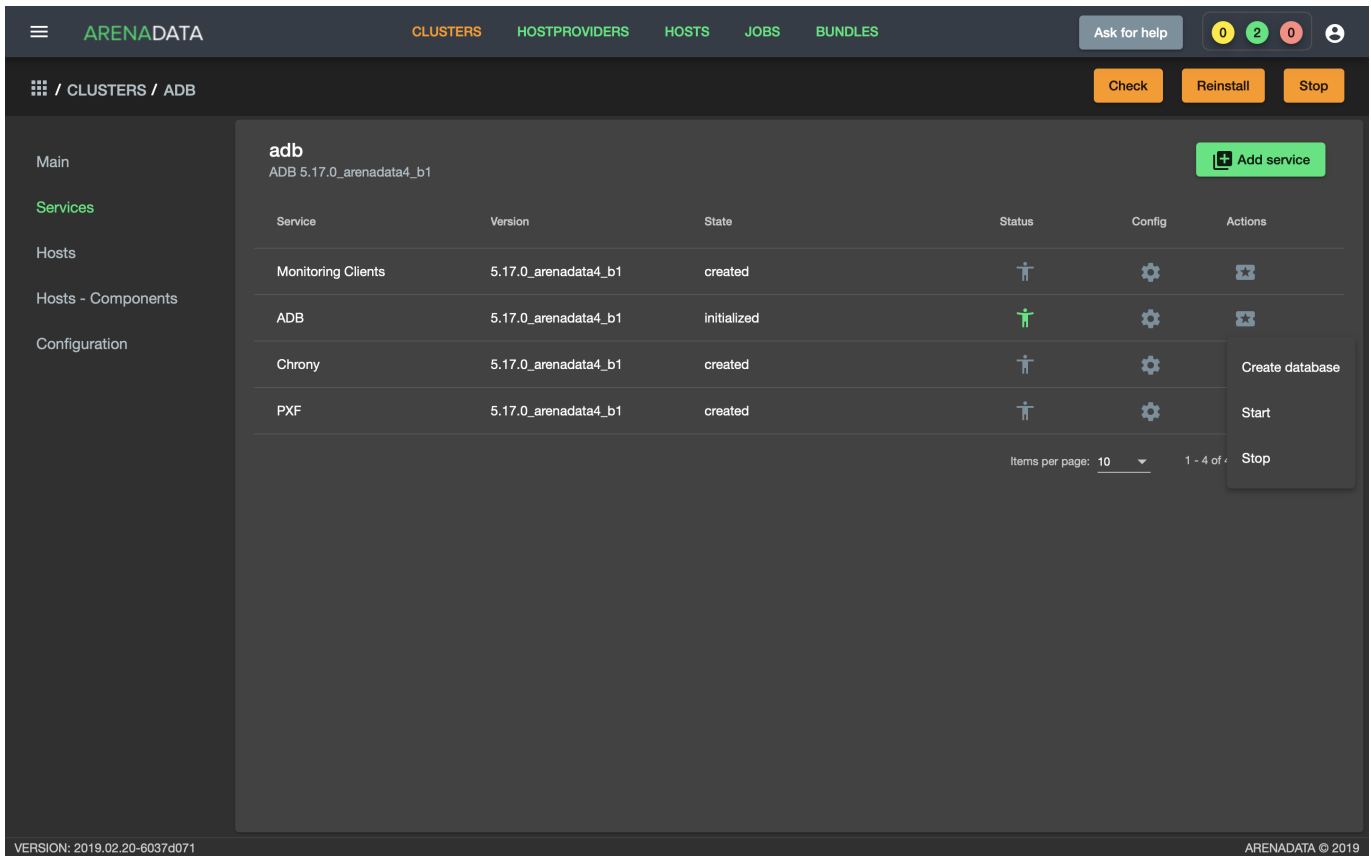 ARENADATA CLUSTERS HOSTPROVIDERS HOSTS JOBS BUNDLES Ask for help 0 2 0
/ CLUSTERS / ADB Check Reinstall Stop
Main
Services
Hosts
Hosts - Components
Configuration
adb
ADB 5.17.0_arenadata4_b1
Add service
Service Version State Status Config Actions
Monitoring Clients 5.17.0_arenadata4_b1 created
ADB 5.17.0_arenadata4_b1 initialized
Chrony 5.17.0_arenadata4_b1 created
PXF 5.17.0_arenadata4_b1 created
Create database
Start
Stop
Items per page: 10 1 - 4 of
VERSION: 2019.02.20-6037d071 ARENADATA © 2019